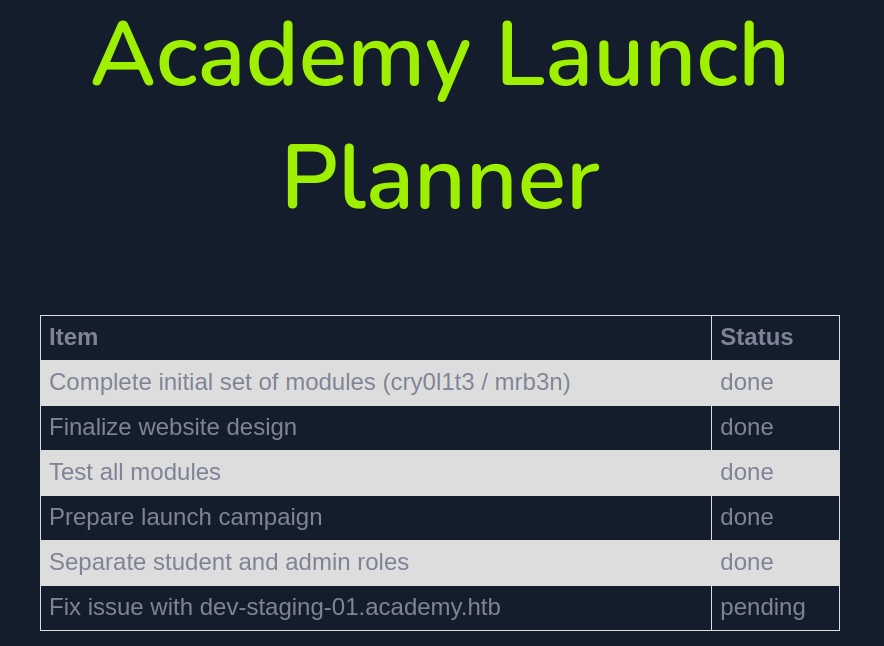 Academy Launch
Planner
Item Status
Complete initial set of modules (cry0l1t3 / mrb3n) done
Finalize website design done
Test all modules done
Prepare launch campaign done
Separate student and admin roles done
Fix issue with dev-staging-01.academy.htb pending